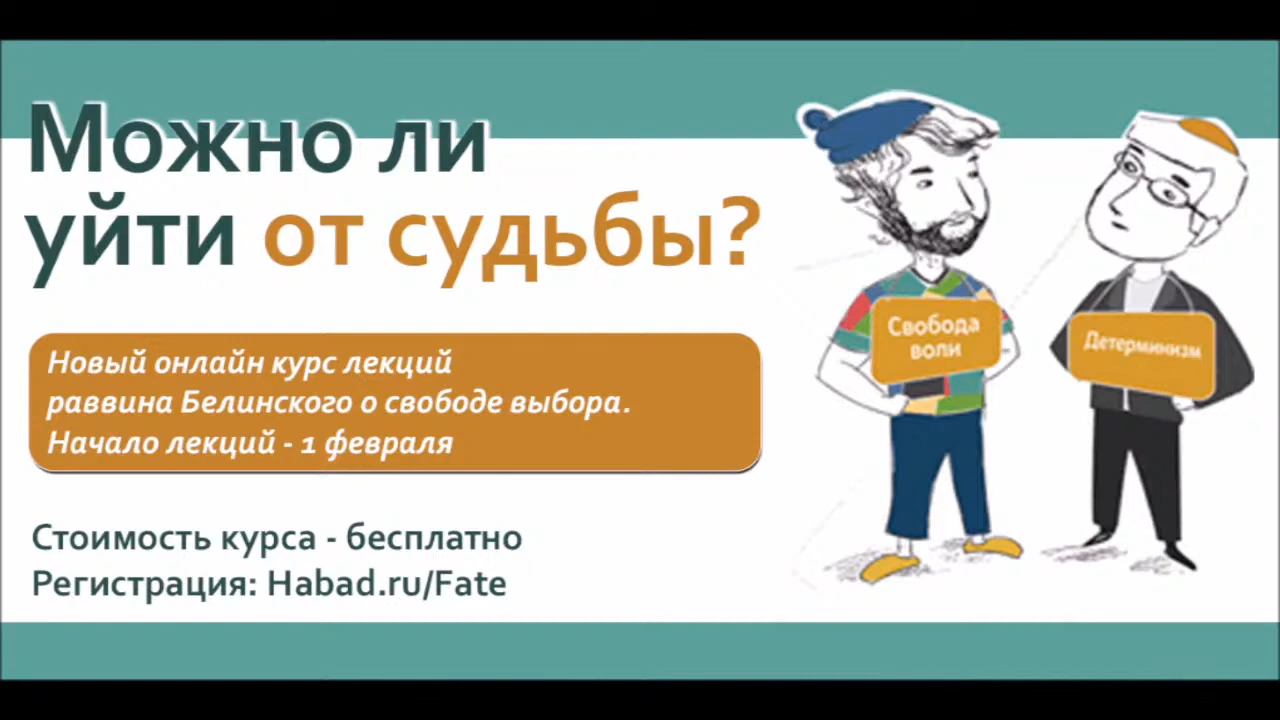 Можно ли
уйти от судьбы?
Новый онлайн курс лекций
раввина Белинского о свободе выбора.
Начало лекций - 1 февраля
Стоимость курса - бесплатно
Регистрация: Habad.ru/Fate
Свобода
воли
Детерминизм